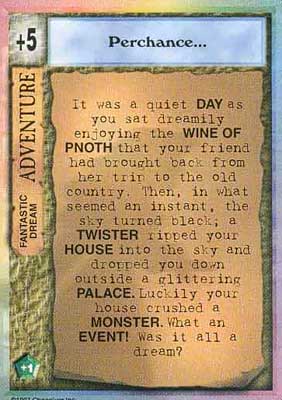 +5
Perchance...
FANTASTIC
DREAM
ADVENTURE
It was a quiet DAY as
you sat dreamily
enjoying the WINE OF
PNOTH that your friend
had brought back from
her trip to the old
country. Then, in what
seemed an instant, the
sky turned black; a
TWISTER ripped your
HOUSE into the sky and
dropped you down
outside a glittering
PALACE. Luckily your
house crushed a
MONSTER. What an
EVENT! Was it all a
dream?
+1